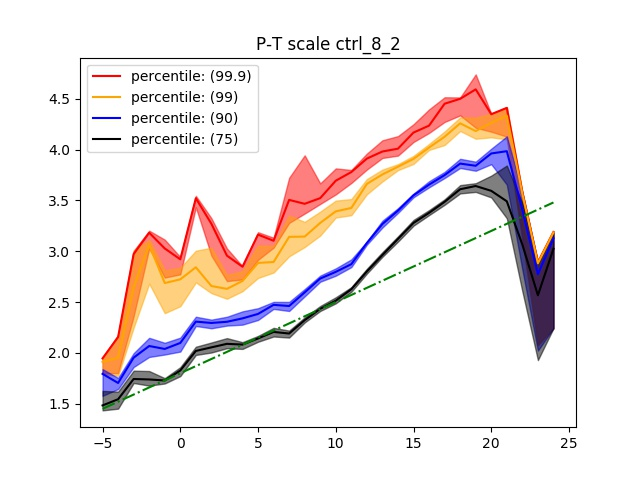 P-T scale ctrl_8_2
percentile: (99.9)
percentile: (99)
percentile: (90)
percentile: (75)
4.5
4.0
3.5
3.0
2.5
2.0
1.5
−5 0 5 10 15 20 25